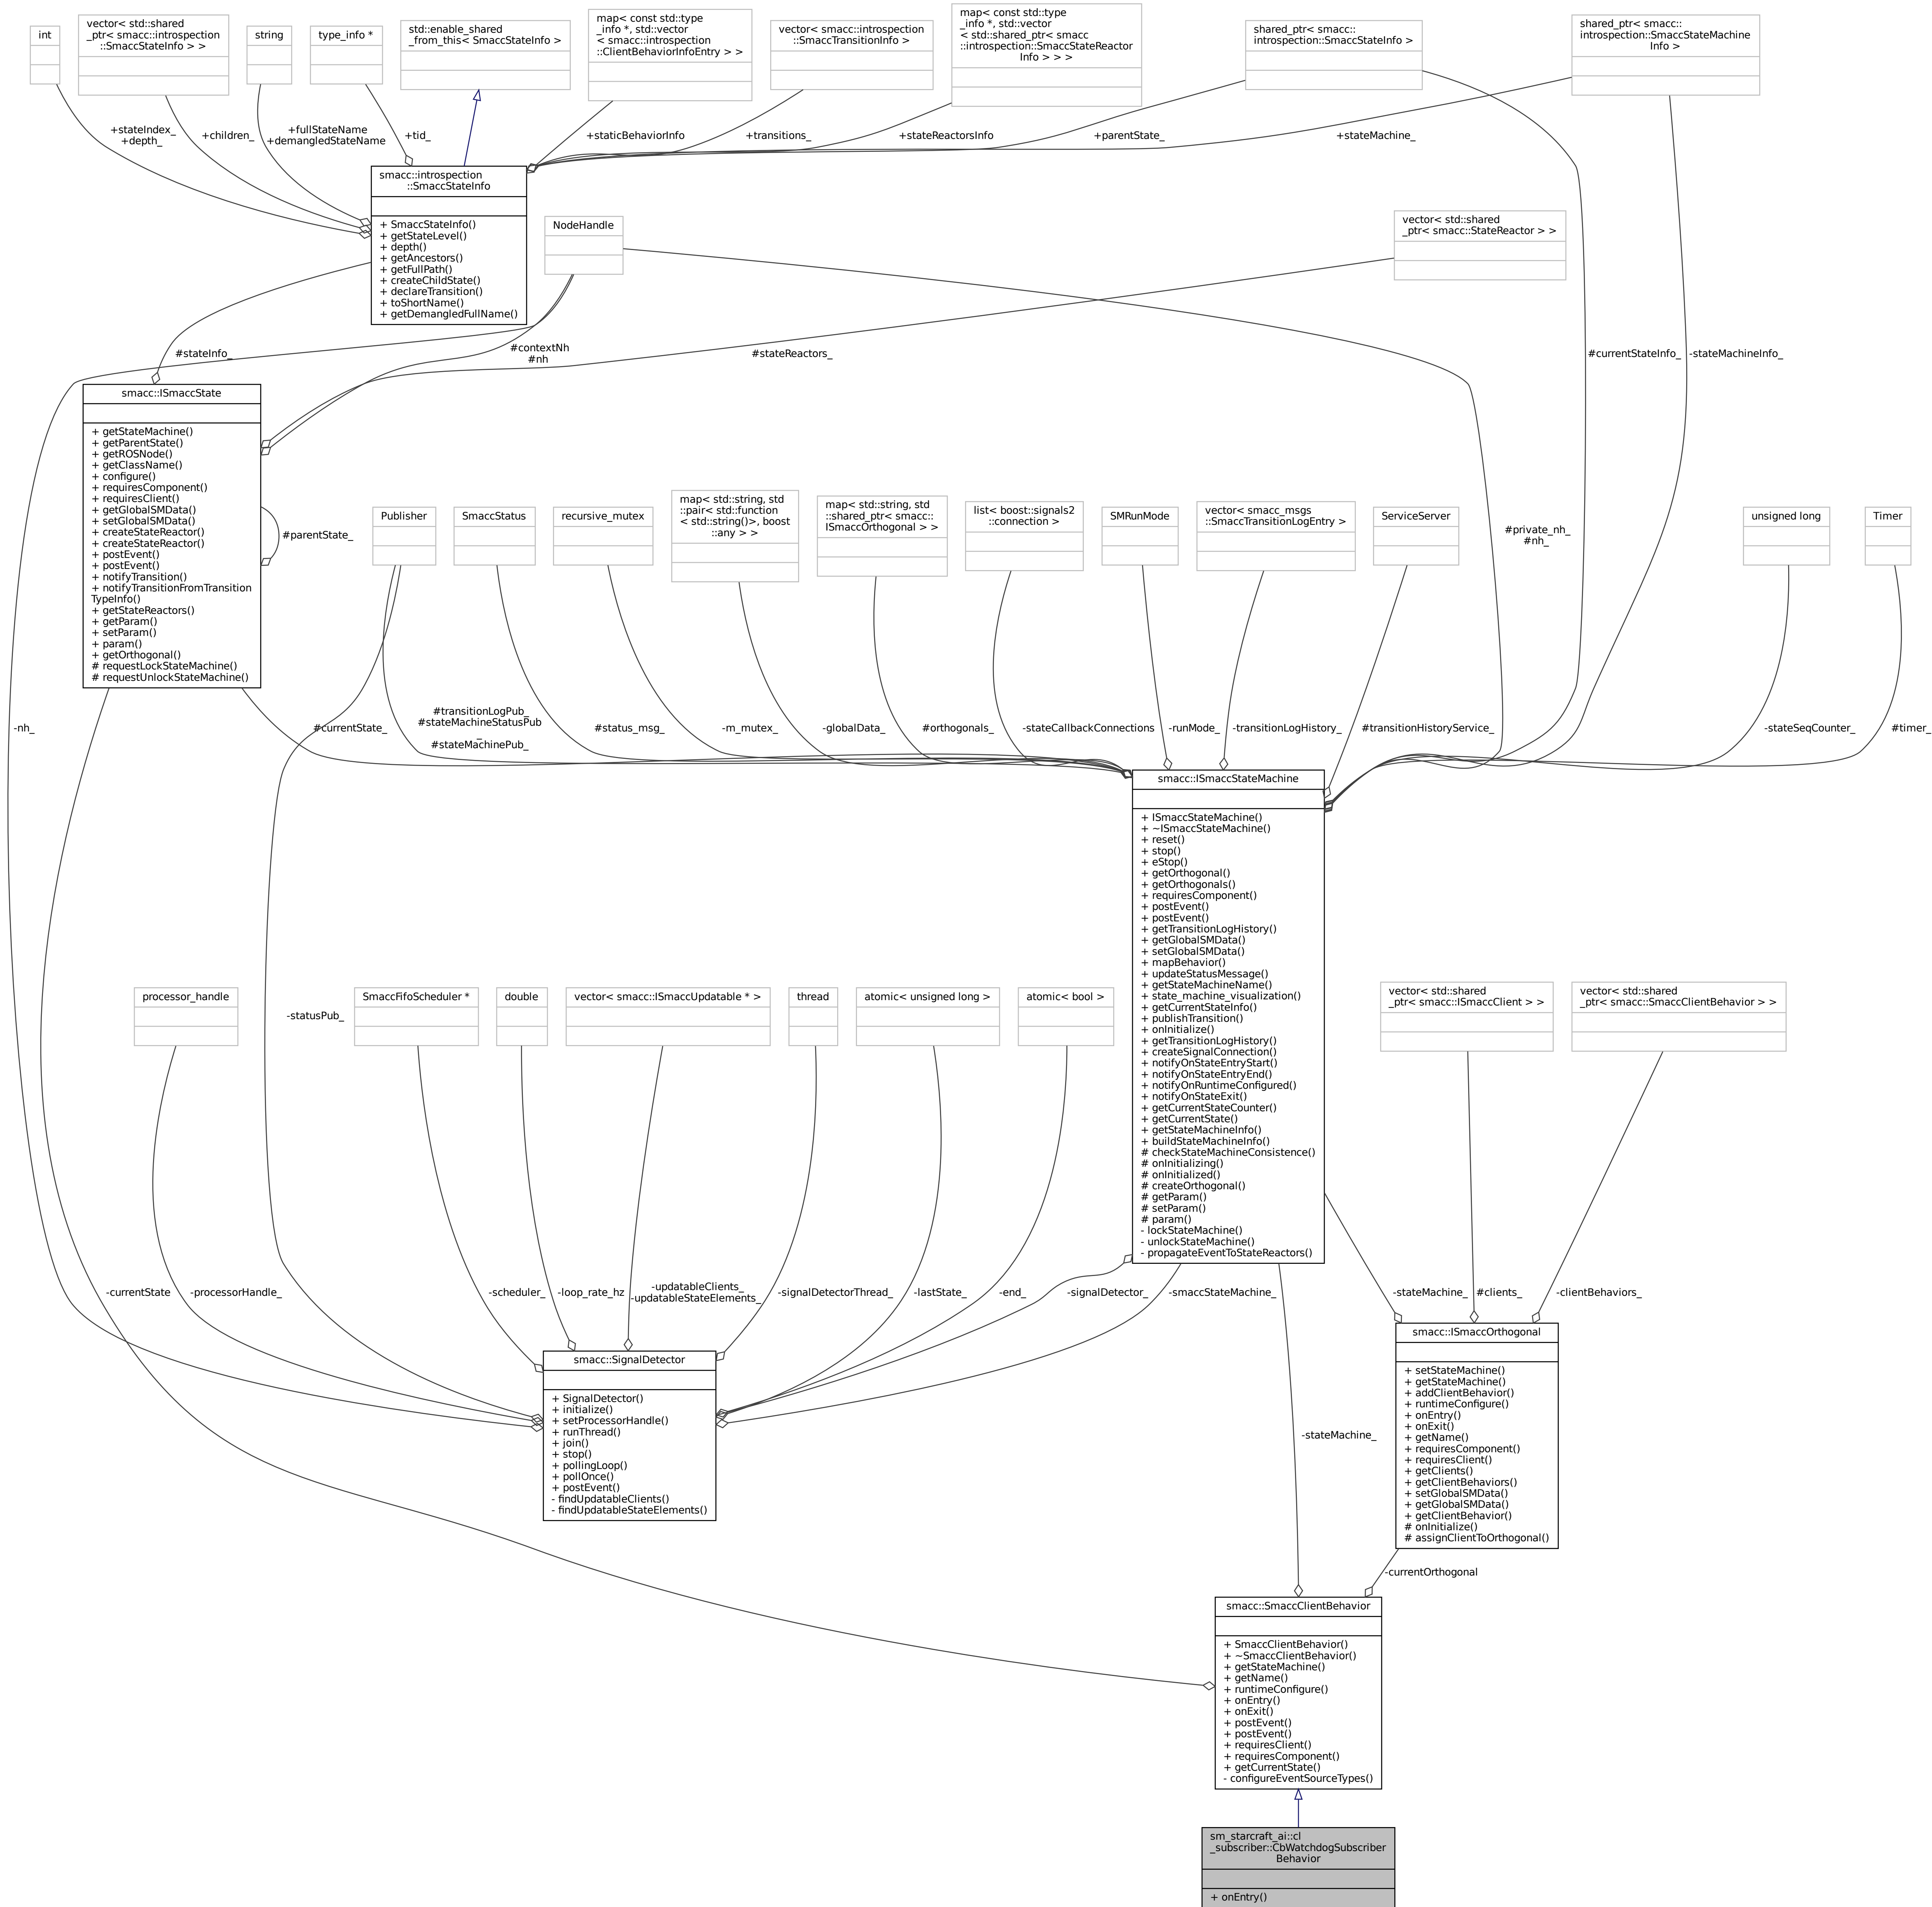 int
vector< std::shared
_ptr< smacc::introspection
::SmaccStateInfo > >
string
type_info *
std::enable_shared
_from_this< SmaccStateInfo >
map< const std::type
_info *, std::vector
< smacc::introspection
::ClientBehaviorInfoEntry > >
vector< smacc::introspection
::SmaccTransitionInfo >
map< const std::type
_info *, std::vector
< std::shared_ptr< smacc
::introspection::SmaccStateReactor
Info > > >
shared_ptr< smacc::
introspection::SmaccStateInfo >
shared_ptr< smacc::
introspection::SmaccStateMachine
Info >
+stateIndex_
+depth_
+children_
+fullStateName
+demangledStateName
+tid_
+staticBehaviorInfo
+transitions_
+stateReactorsInfo
+parentState_
+stateMachine_
smacc::introspection
::SmaccStateInfo
+ SmaccStateInfo()
+ getStateLevel()
+ depth()
+ getAncestors()
+ getFullPath()
+ createChildState()
+ declareTransition()
+ toShortName()
+ getDemangledFullName()
NodeHandle
vector< std::shared
_ptr< smacc::StateReactor > >
#stateInfo_
#contextNh
#nh
#stateReactors_
#currentStateInfo_
-stateMachineInfo_
smacc::ISmaccState
+ getStateMachine()
+ getParentState()
+ getROSNode()
+ getClassName()
+ configure()
+ requiresComponent()
+ requiresClient()
+ getGlobalSMData()
+ setGlobalSMData()
+ createStateReactor()
+ createStateReactor()
+ postEvent()
+ postEvent()
+ notifyTransition()
+ notifyTransitionFromTransition
TypeInfo()
+ getStateReactors()
+ getParam()
+ setParam()
+ param()
+ getOrthogonal()
# requestLockStateMachine()
# requestUnlockStateMachine()
#parentState_
Publisher
SmaccStatus
recursive_mutex
map< std::string, std
::pair< std::function
< std::string()>, boost
::any > >
map< std::string, std
::shared_ptr< smacc::
ISmaccOrthogonal > >
list< boost::signals2
::connection >
SMRunMode
vector< smacc_msgs
::SmaccTransitionLogEntry >
ServiceServer
#private_nh_
#nh_
unsigned long
Timer
-nh_
#currentState_
#transitionLogPub_
#stateMachineStatusPub
_
#stateMachinePub_
#status_msg_
-m_mutex_
-globalData_
#orthogonals_
-stateCallbackConnections
-runMode_
-transitionLogHistory_
#transitionHistoryService_
-stateSeqCounter_
#timer_
smacc::ISmaccStateMachine
+ ISmaccStateMachine()
+ ~ISmaccStateMachine()
+ reset()
+ stop()
+ eStop()
+ getOrthogonal()
+ getOrthogonals()
+ requiresComponent()
+ postEvent()
+ postEvent()
+ getTransitionLogHistory()
+ getGlobalSMData()
+ setGlobalSMData()
+ mapBehavior()
+ updateStatusMessage()
+ getStateMachineName()
+ state_machine_visualization()
+ getCurrentStateInfo()
+ publishTransition()
+ onInitialize()
+ getTransitionLogHistory()
+ createSignalConnection()
+ notifyOnStateEntryStart()
+ notifyOnStateEntryEnd()
+ notifyOnRuntimeConfigured()
+ notifyOnStateExit()
+ getCurrentStateCounter()
+ getCurrentState()
+ getStateMachineInfo()
+ buildStateMachineInfo()
# checkStateMachineConsistence()
# onInitializing()
# onInitialized()
# createOrthogonal()
# getParam()
# setParam()
# param()
- lockStateMachine()
- unlockStateMachine()
- propagateEventToStateReactors()
processor_handle
-statusPub_
SmaccFifoScheduler *
double
vector< smacc::ISmaccUpdatable * >
thread
atomic< unsigned long >
atomic< bool >
vector< std::shared
_ptr< smacc::ISmaccClient > >
vector< std::shared
_ptr< smacc::SmaccClientBehavior > >
-currentState
-processorHandle_
-scheduler_
-loop_rate_hz
-updatableClients_
-updatableStateElements_
-signalDetectorThread_
-lastState_
-end_
-signalDetector_
-smaccStateMachine_
-stateMachine_
#clients_
-clientBehaviors_
smacc::SignalDetector
+ SignalDetector()
+ initialize()
+ setProcessorHandle()
+ runThread()
+ join()
+ stop()
+ pollingLoop()
+ pollOnce()
+ postEvent()
- findUpdatableClients()
- findUpdatableStateElements()
-stateMachine_
smacc::ISmaccOrthogonal
+ setStateMachine()
+ getStateMachine()
+ addClientBehavior()
+ runtimeConfigure()
+ onEntry()
+ onExit()
+ getName()
+ requiresComponent()
+ requiresClient()
+ getClients()
+ getClientBehaviors()
+ setGlobalSMData()
+ getGlobalSMData()
+ getClientBehavior()
# onInitialize()
# assignClientToOrthogonal()
-currentOrthogonal
smacc::SmaccClientBehavior
+ SmaccClientBehavior()
+ ~SmaccClientBehavior()
+ getStateMachine()
+ getName()
+ runtimeConfigure()
+ onEntry()
+ onExit()
+ postEvent()
+ postEvent()
+ requiresClient()
+ requiresComponent()
+ getCurrentState()
- configureEventSourceTypes()
sm_starcraft_ai::cl
_subscriber::CbWatchdogSubscriber
Behavior
+ onEntry()